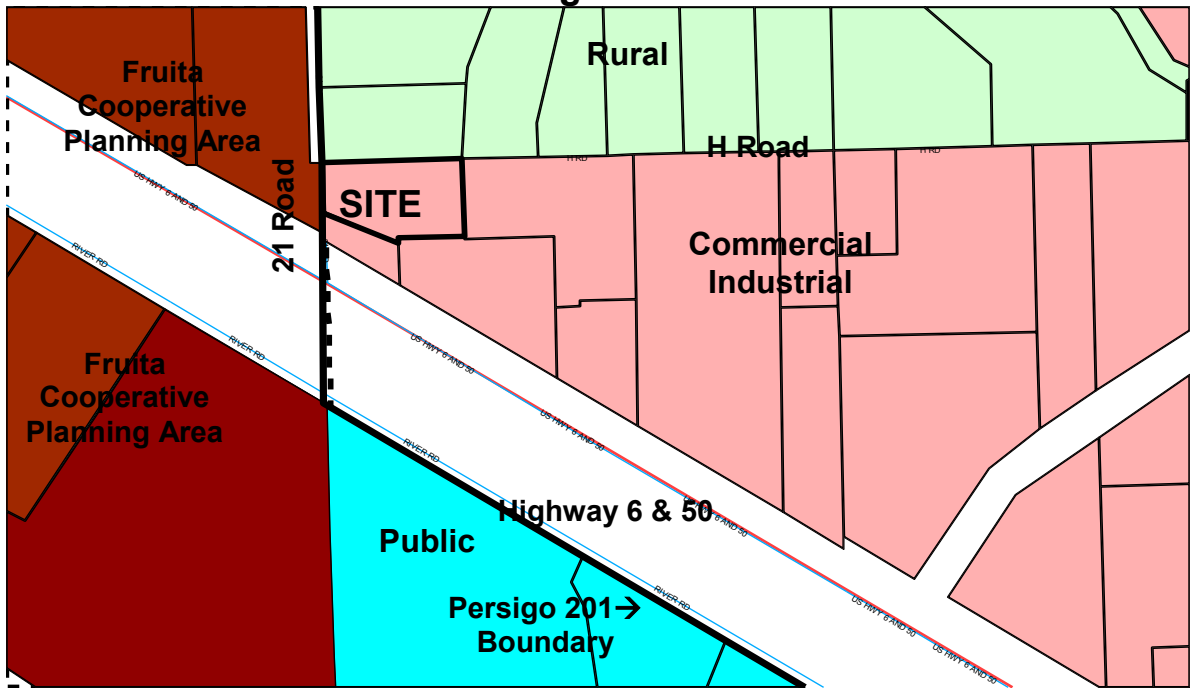 Rural
Fruita
Cooperative
Planning Area
H Road
H RD
H RD
21 Road
SITE
US HWY 6 AND 50
Commercial
Industrial
RIVER RD
RIVER RD
US HWY 6 AND 50
Fruita
Cooperative
Planning Area
US HWY 6 AND 50
RIVER RD
Highway 6 & 50
US HWY 6 AND 50
Public
Persigo 201→
Boundary
RIVER RD
US HWY 6 AND 50
US HWY 6 AND 50